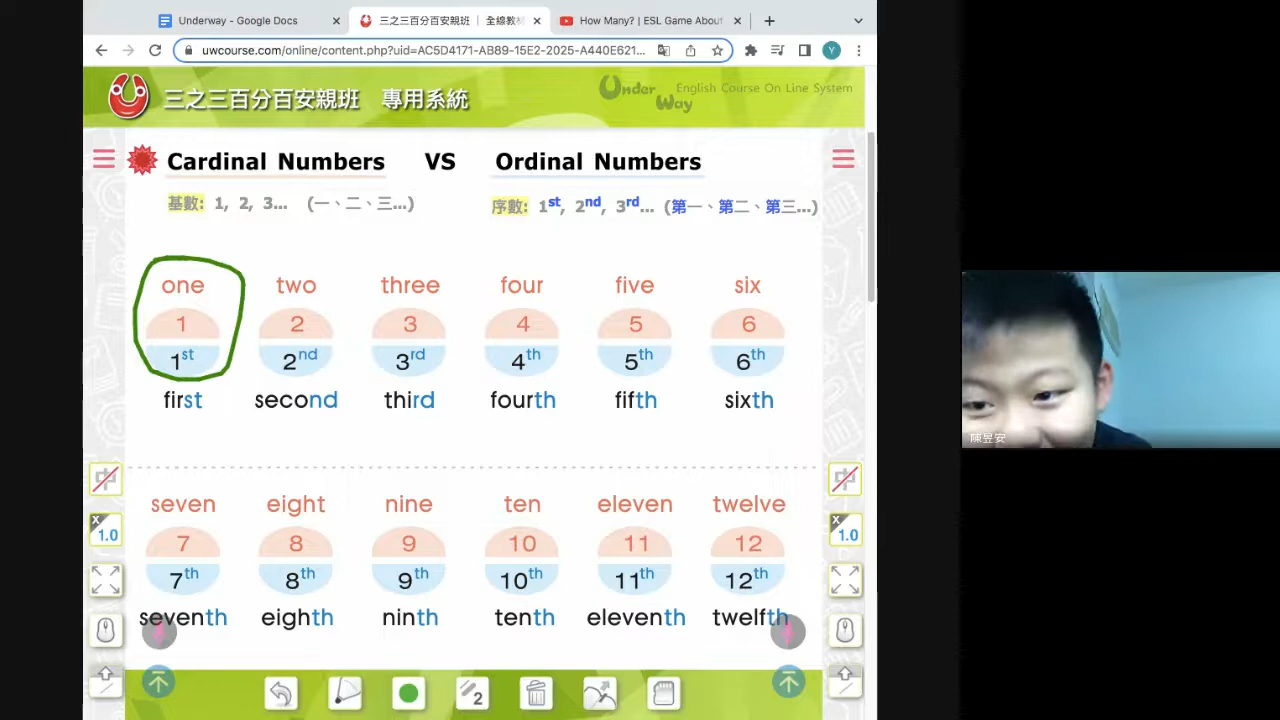 Underway - Google Docs
三之三百分百安親班 | 全線教材
How Many? | ESL Game About
uwcourse.com/online/content.php?uid=AC5D4171-AB89-15E2-2025-A440E621...
Y
三之三百分百安親班 專用系統
Under Way English Course On Line System
Cardinal Numbers VS Ordinal Numbers
基數: 1, 2, 3... (一、二、三...) 序數: 1st, 2nd, 3rd... (第一、第二、第三...)
one two three four five six
1 2 3 4 5 6
1st 2nd 3rd 4th 5th 6th
first second third fourth fifth sixth
陳昱安
中 中
seven eight nine ten eleven twelve
x 1.0 x 1.0
7 8 9 10 11 12
7th 8th 9th 10th 11th 12th
seventh eighth ninth tenth eleventh twelfth
2